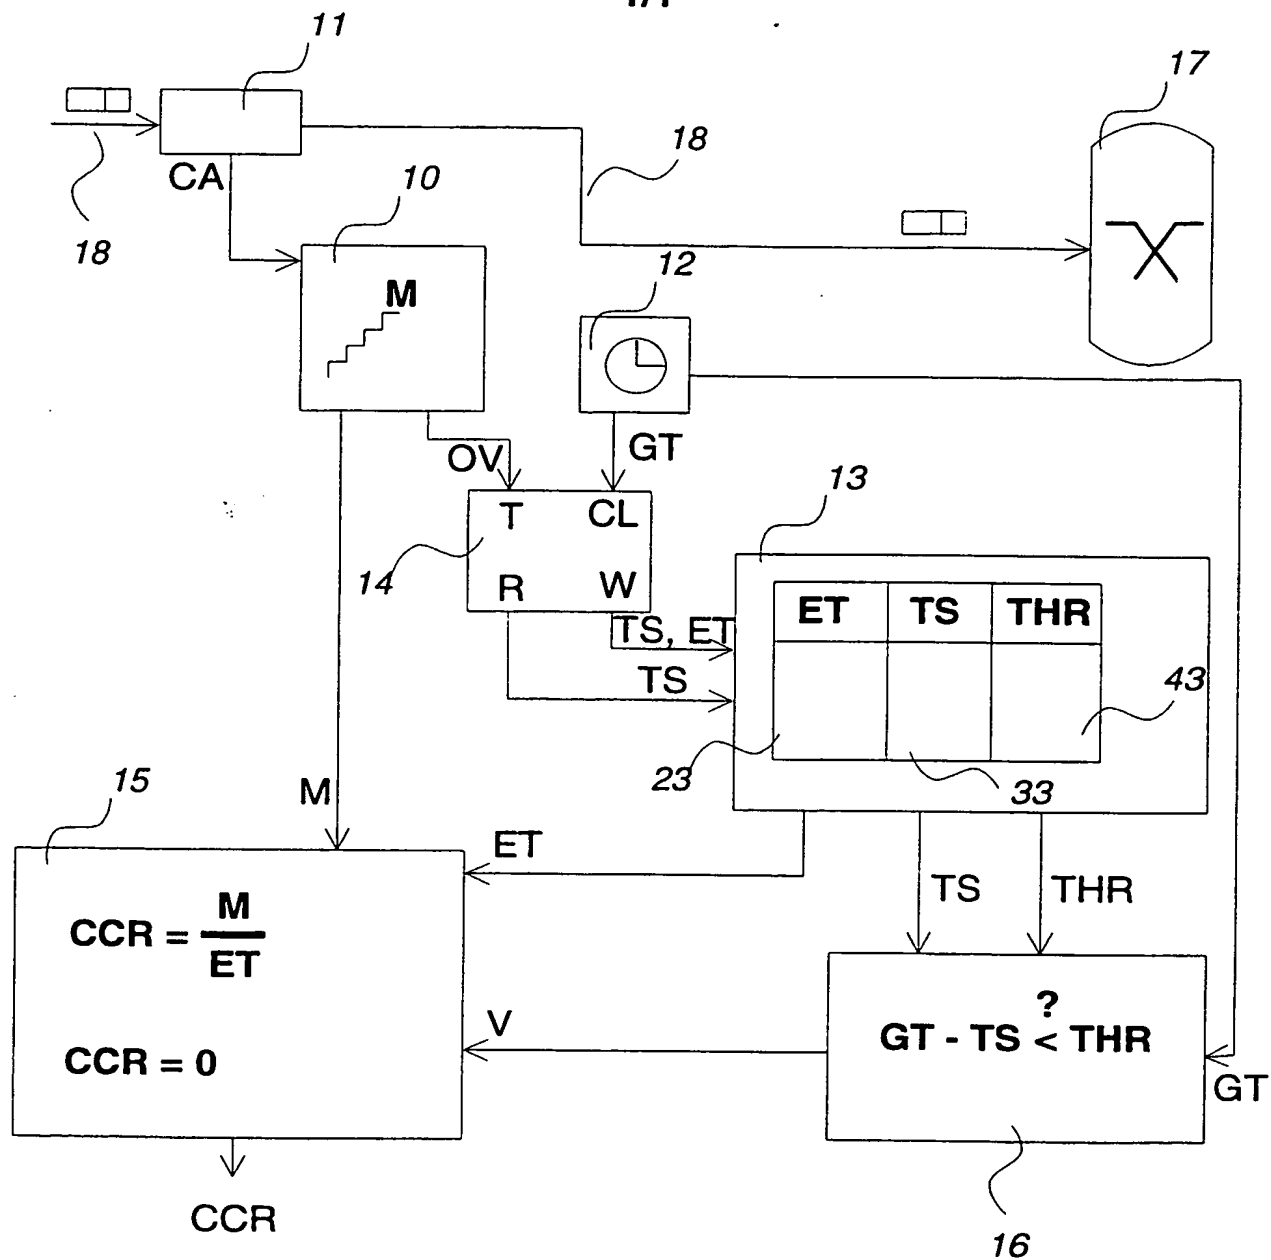 11
17
18
CA
10
18
12
M
OV
GT
13
T CL
14
R W
TS, ET
TS
ET TS THR
43
23
33
15
M
ET
TS
THR
CCR = M
ET
V
?
GT - TS < THR
CCR = 0
GT
CCR
16